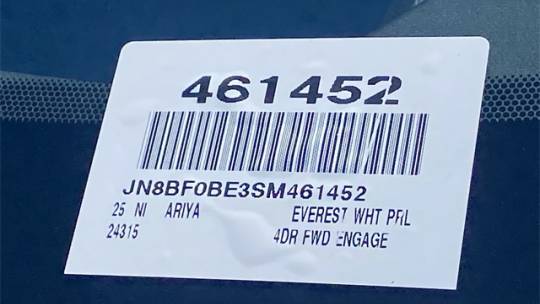 461452
JN8BF0BE3SM461452
25 NI ARIYA EVEREST WHT PRL
24315 4DR FWD ENGAGE